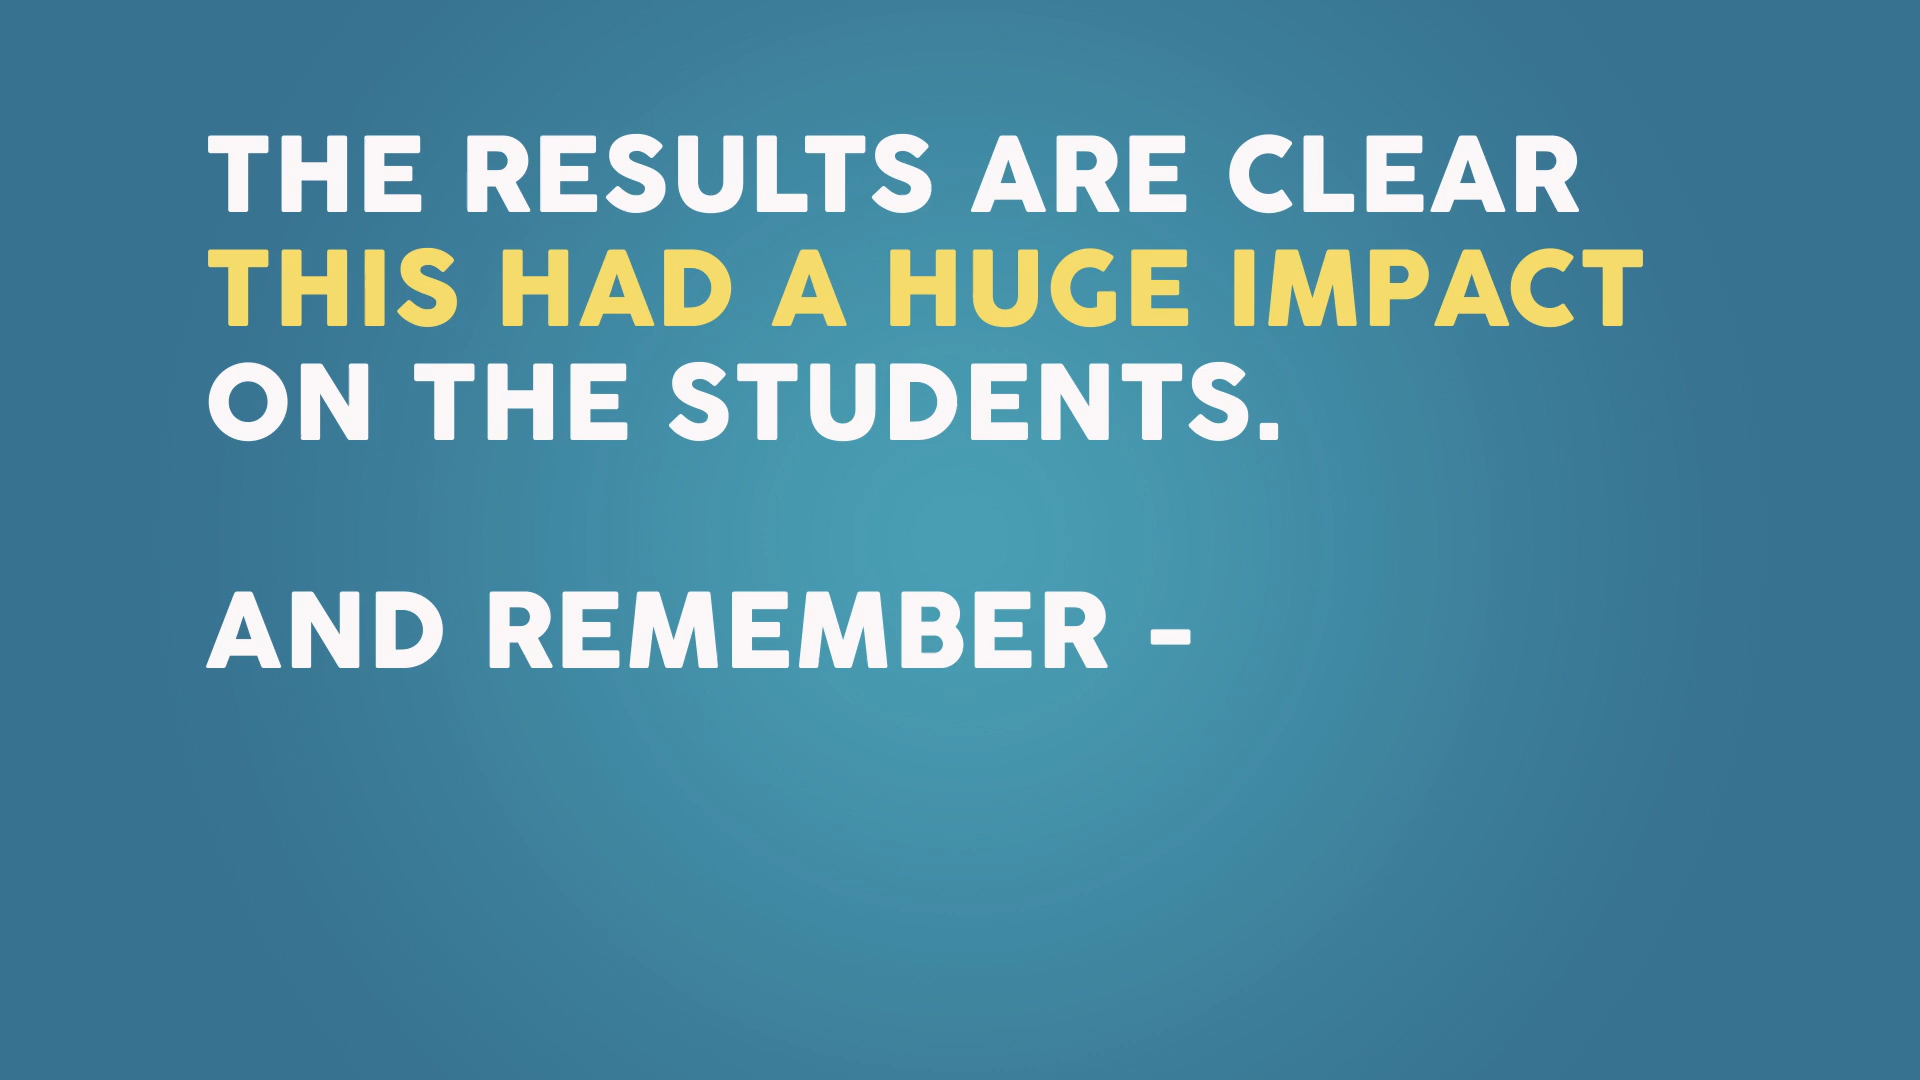 THE RESULTS ARE CLEAR
THIS HAD A HUGE IMPACT
ON THE STUDENTS.
AND REMEMBER -